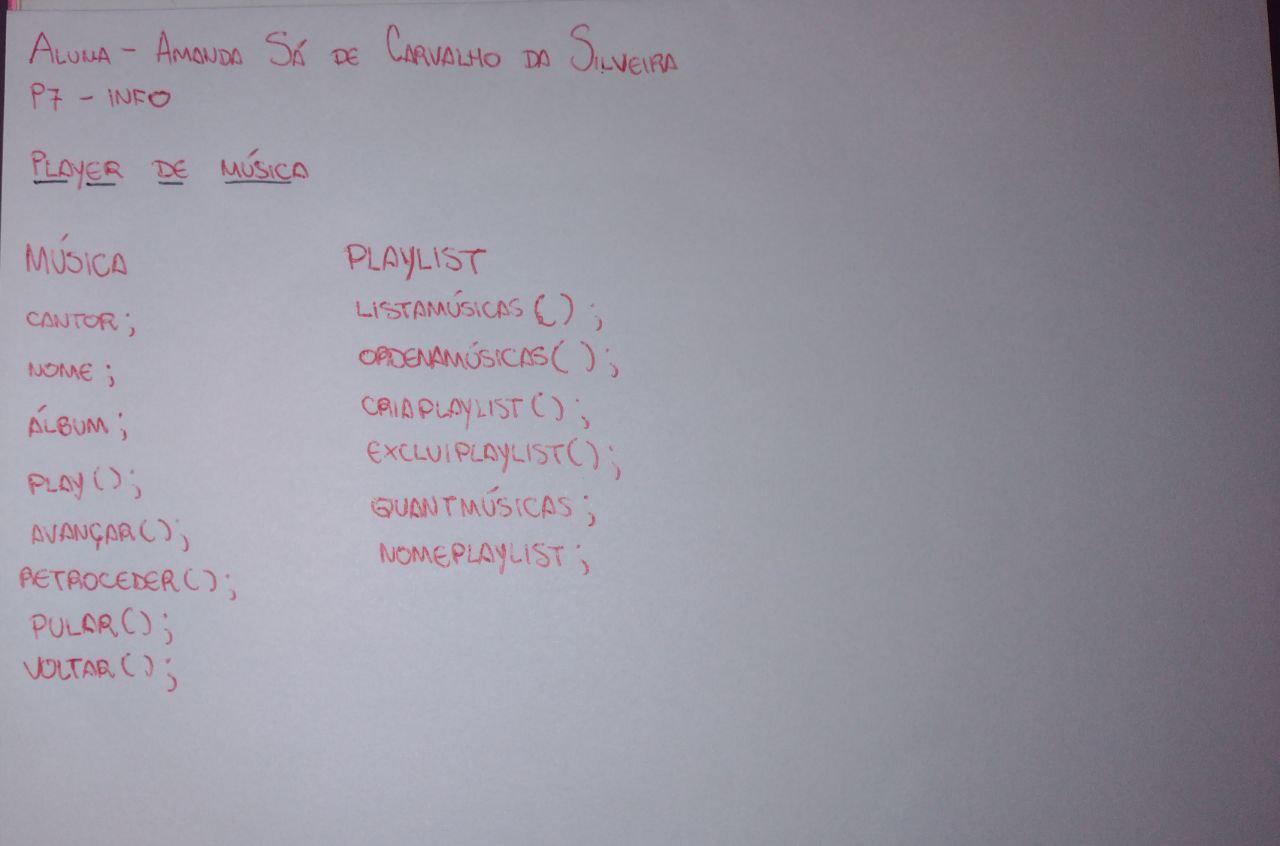 ALUNA - AMANDA SÁ DE CARVALHO DA SILVEIRA
P7 - INFO
PLAYER DE MÚSICA
MÚSICA
CANTOR;
NOME;
ÁLBUM;
PLAY();
AVANÇAR();
RETROCEDER();
PULAR();
VOLTAR();
PLAYLIST
LISTAMÚSICAS();
ORDENAMÚSICAS();
CRIAPLAYLIST();
EXCLUIPLAYLIST();
QUANTMÚSICAS;
NOMEPLAYLIST;